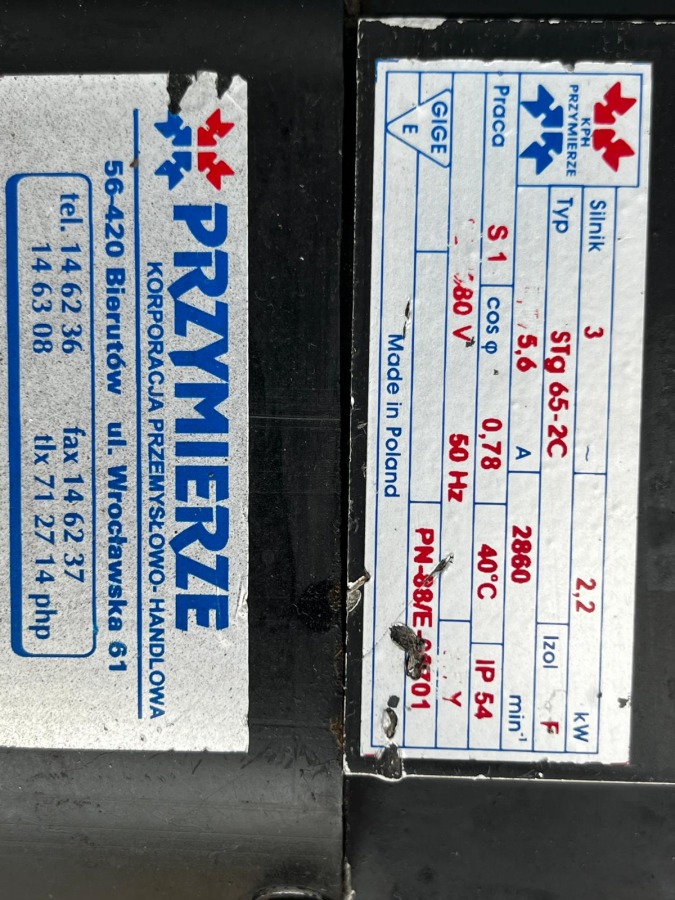 KPH
PRZYMIERZE
Silnik 3 ~ 2,2 kW
Typ STg 65-2C Izol F
5,6 A 2860 min⁻¹
Praca S 1 cos φ 0,78 40°C IP 54
80 V 50 Hz Y
GIGE
E
Made in Poland
PRZYMIERZE
KORPORACJA PRZEMYSŁOWO-HANDLOWA
56-420 Bierutów ul. Wrocławska 61
tel. 14 62 36 fax 14 62 37
14 63 08 tlx 71 27 14 php